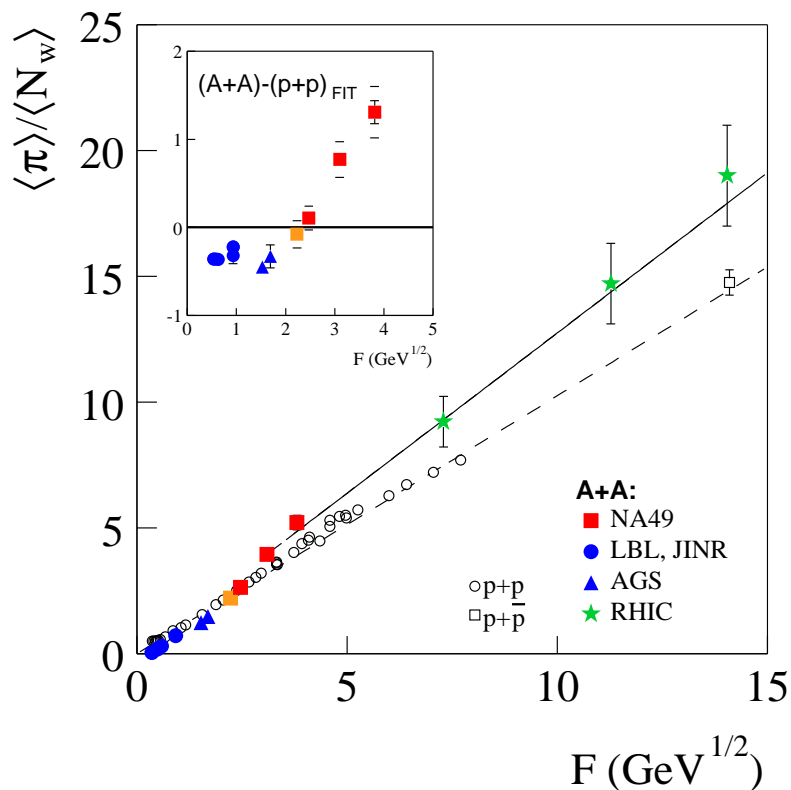 ⟨π⟩/⟨N_w⟩
25
20
15
10
5
0
2
1
0
-1
(A+A)-(p+p) FIT
0 1 2 3 4 5
F (GeV^1/2)
A+A:
NA49
LBL, JINR
AGS
RHIC
p+p
p+p̅
0 5 10 15
F (GeV^1/2)